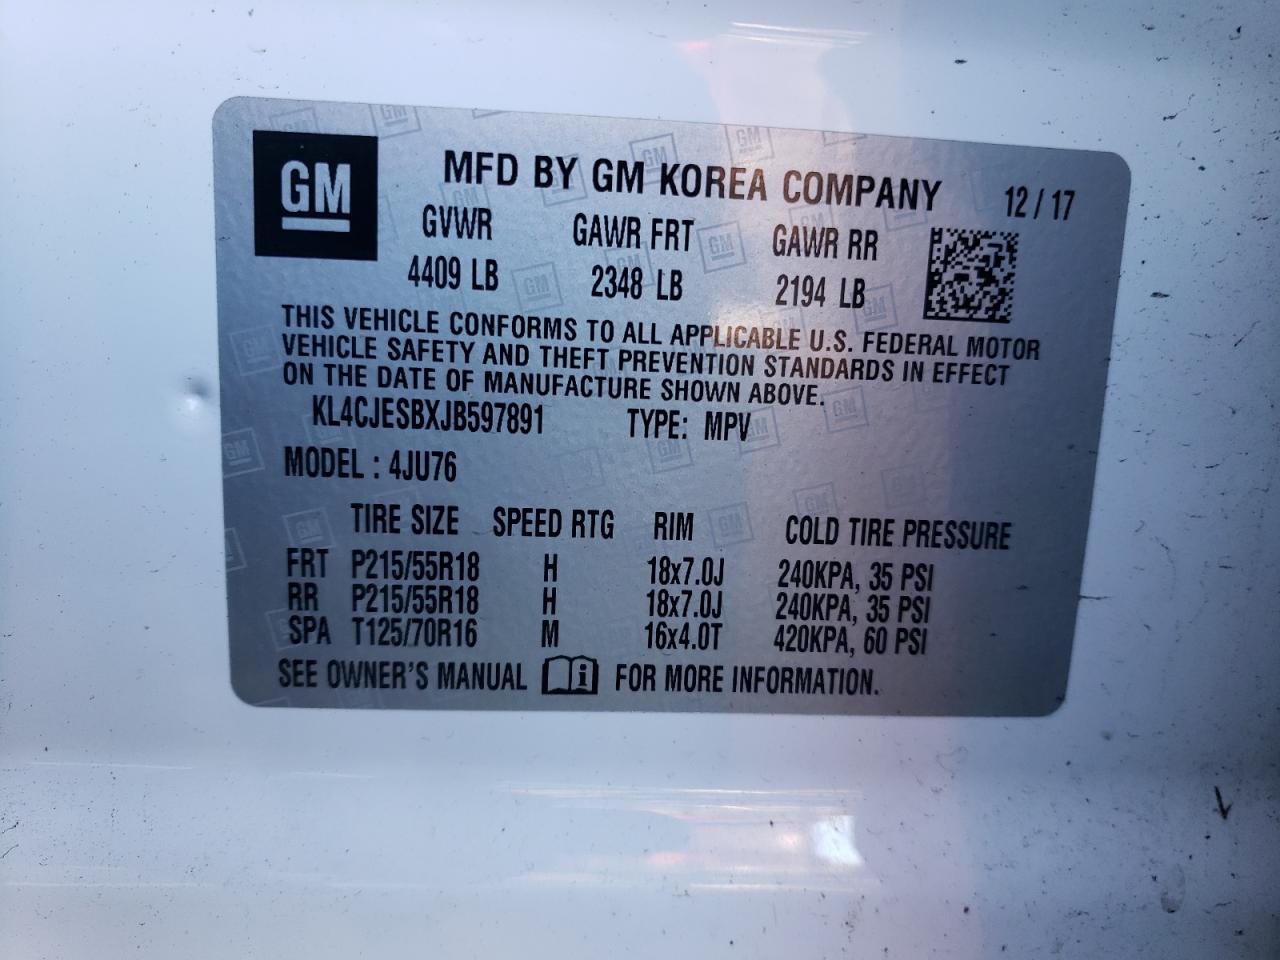 GM
MFD BY GM KOREA COMPANY 12/17
GVWR GAWR FRT GAWR RR
4409 LB 2348 LB 2194 LB
THIS VEHICLE CONFORMS TO ALL APPLICABLE U.S. FEDERAL MOTOR
VEHICLE SAFETY AND THEFT PREVENTION STANDARDS IN EFFECT
ON THE DATE OF MANUFACTURE SHOWN ABOVE.
KL4CJESBXJB597891 TYPE: MPV
MODEL : 4JU76
TIRE SIZE SPEED RTG RIM COLD TIRE PRESSURE
FRT P215/55R18 H 18x7.0J 240KPA, 35 PSI
RR P215/55R18 H 18x7.0J 240KPA, 35 PSI
SPA T125/70R16 M 16x4.0T 420KPA, 60 PSI
SEE OWNER'S MANUAL i FOR MORE INFORMATION.